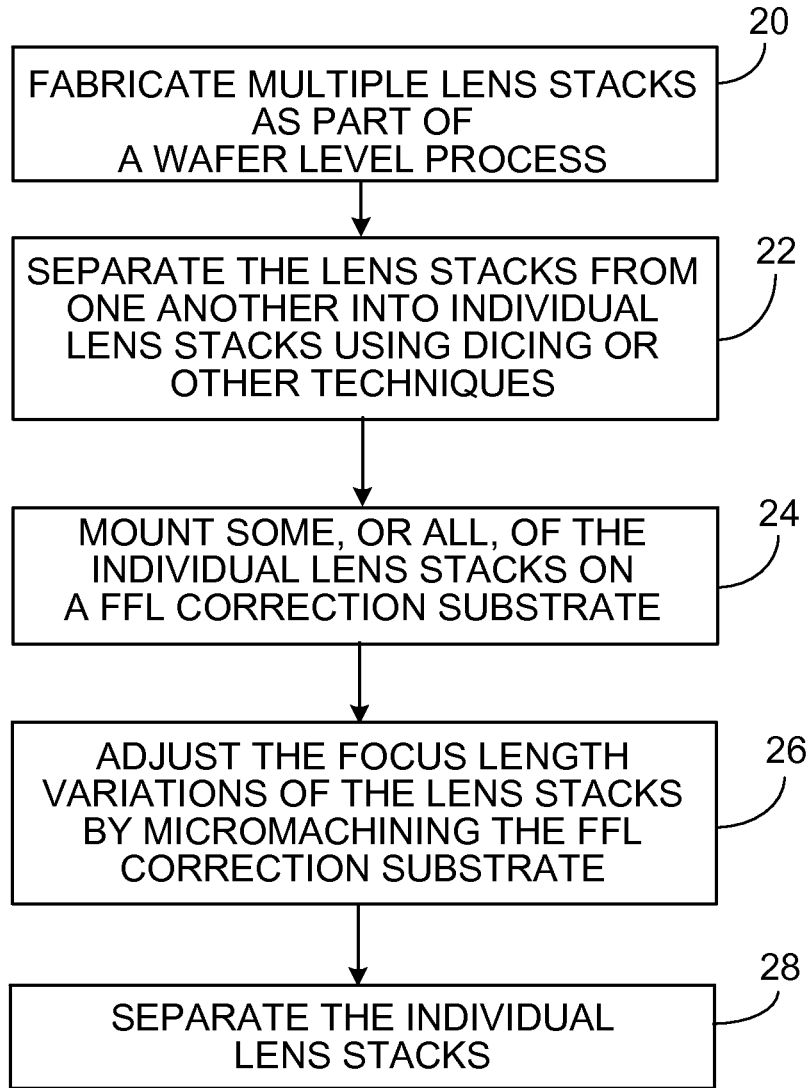 20
FABRICATE MULTIPLE LENS STACKS
AS PART OF
A WAFER LEVEL PROCESS
22
SEPARATE THE LENS STACKS FROM
ONE ANOTHER INTO INDIVIDUAL
LENS STACKS USING DICING OR
OTHER TECHNIQUES
24
MOUNT SOME, OR ALL, OF THE
INDIVIDUAL LENS STACKS ON
A FFL CORRECTION SUBSTRATE
26
ADJUST THE FOCUS LENGTH
VARIATIONS OF THE LENS STACKS
BY MICROMACHINING THE FFL
CORRECTION SUBSTRATE
28
SEPARATE THE INDIVIDUAL
LENS STACKS